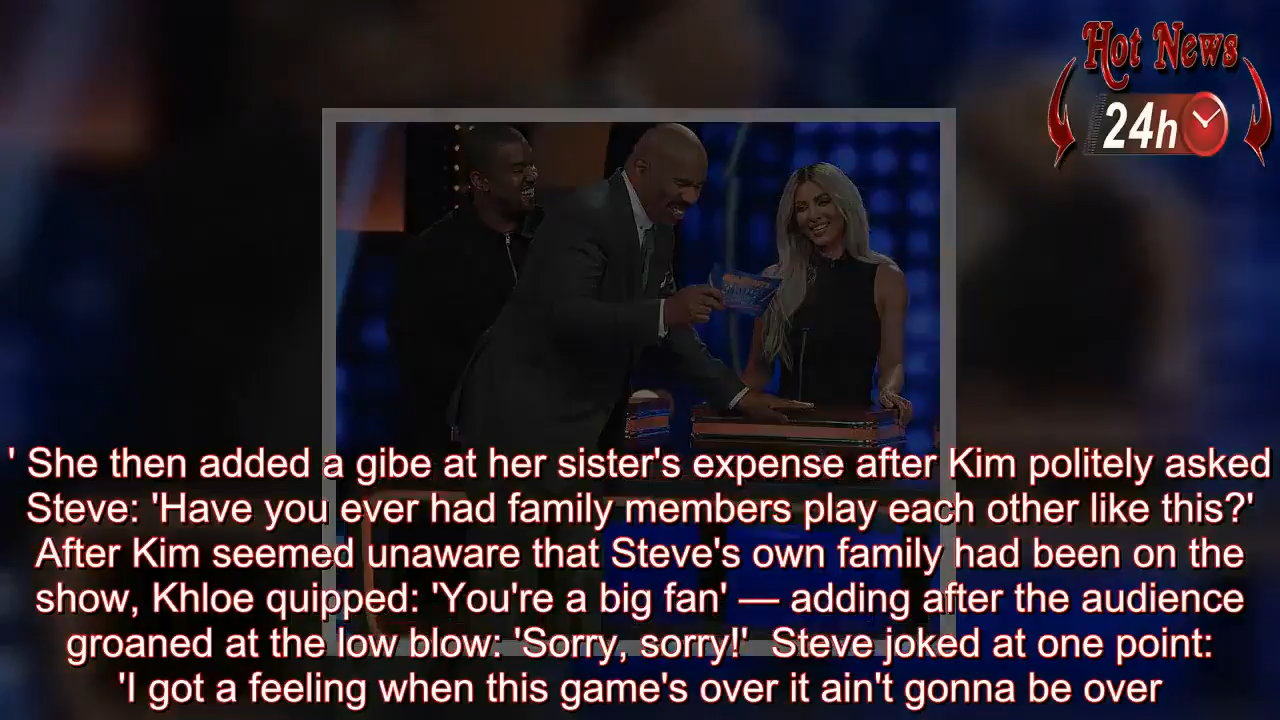 Hot News
24h
' She then added a gibe at her sister's expense after Kim politely asked
Steve: 'Have you ever had family members play each other like this?'
After Kim seemed unaware that Steve's own family had been on the
show, Khloe quipped: 'You're a big fan' — adding after the audience
groaned at the low blow: 'Sorry, sorry!'  Steve joked at one point:
'I got a feeling when this game's over it ain't gonna be over